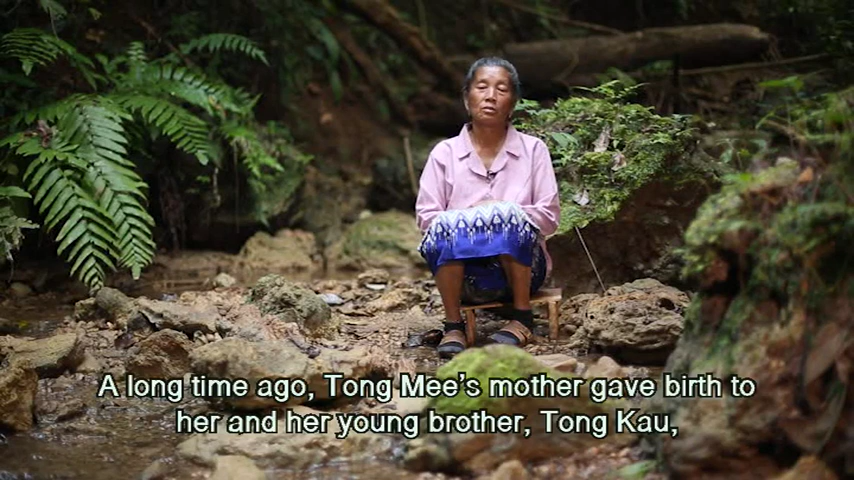 A long time ago, Tong Mee's mother gave birth to
her and her young brother, Tong Kau,